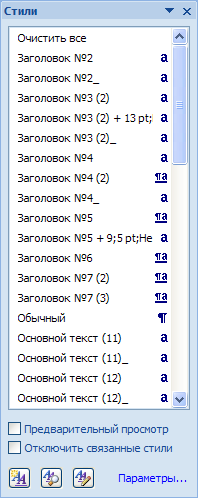 Стили
Очистить все
Заголовок №2 a
Заголовок №2_ a
Заголовок №3 (2) a
Заголовок №3 (2) + 13 pt;I a
Заголовок №3 (2)_ a
Заголовок №4 a
Заголовок №4 (2) ¶a
Заголовок №4_ a
Заголовок №5 ¶a
Заголовок №5 + 9;5 pt;Не a
Заголовок №6 ¶a
Заголовок №7 (2) ¶a
Заголовок №7 (3) ¶a
Обычный ¶
Основной текст (11) a
Основной текст (11)_ a
Основной текст (12) a
Основной текст (12)_ a
Предварительный просмотр
Отключить связанные стили
Параметры...